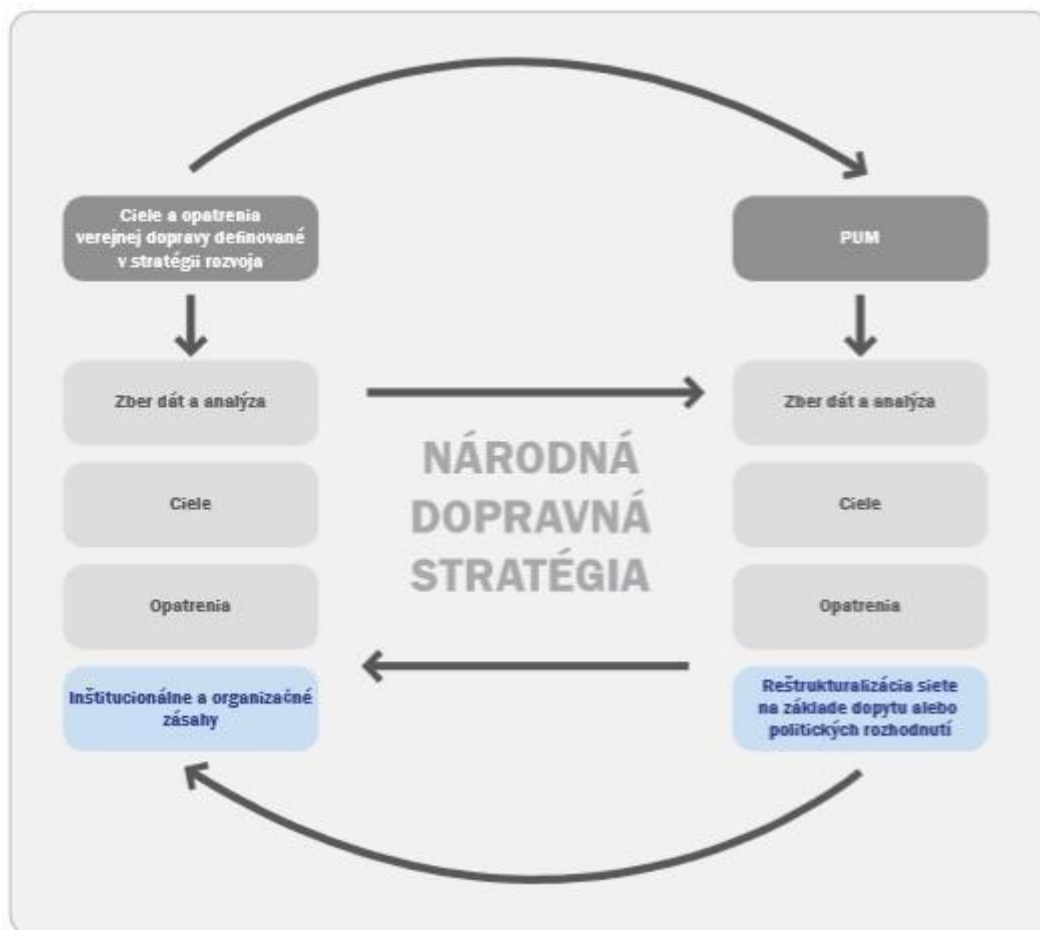 Ciele a opatrenia
verejnej dopravy definované
v stratégii rozvoja
Zber dát a analýza
Ciele
Opatrenia
Inštitucionálne a organizačné
zásahy
NÁRODNÁ
DOPRAVNÁ
STRATÉGIA
PUM
Zber dát a analýza
Ciele
Opatrenia
Reštrukturalizácia siete
na základe dopytu alebo
politických rozhodnutí